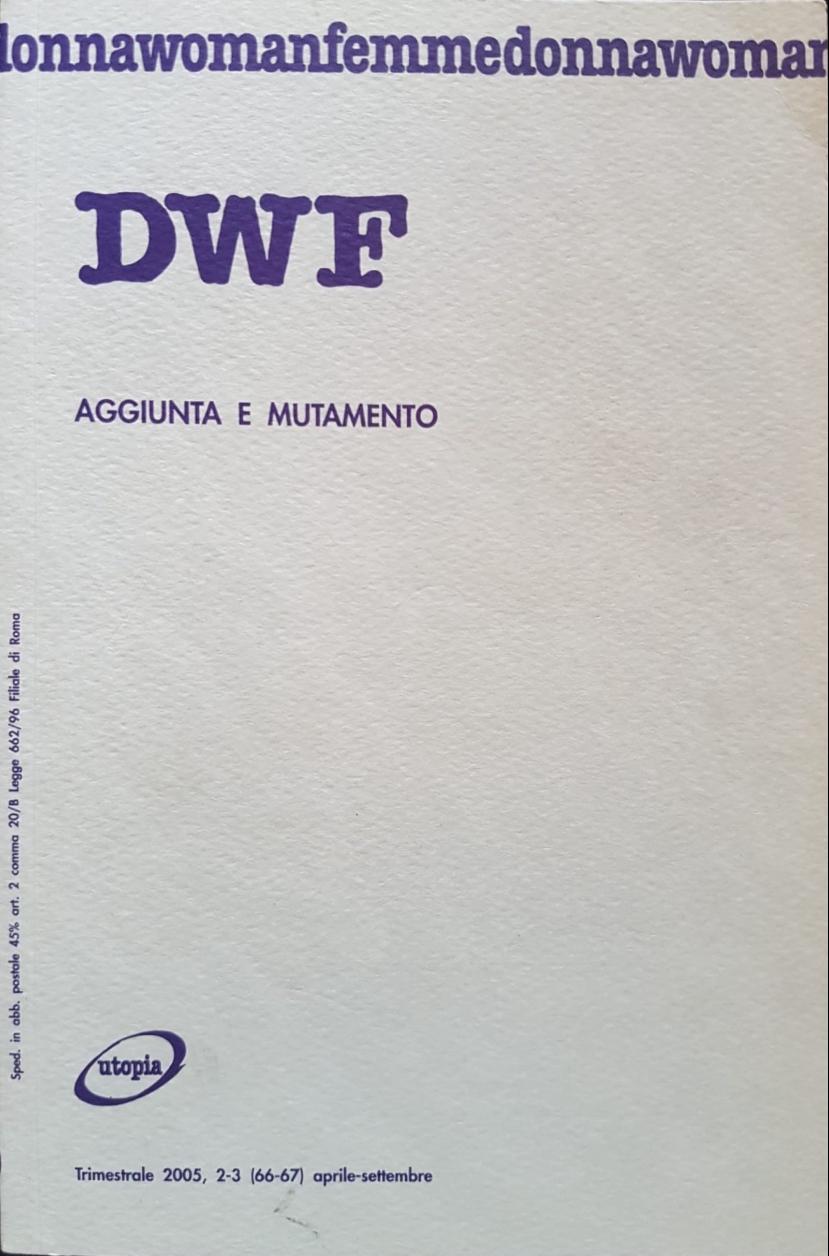 donnawomanfemmedonnawoman
DWF
AGGIUNTA E MUTAMENTO
Sped. in abb. postale 45% art. 2 comma 20/B Legge 662/96 Filiale di Roma
utopia
Trimestrale 2005, 2-3 (66-67) aprile-settembre